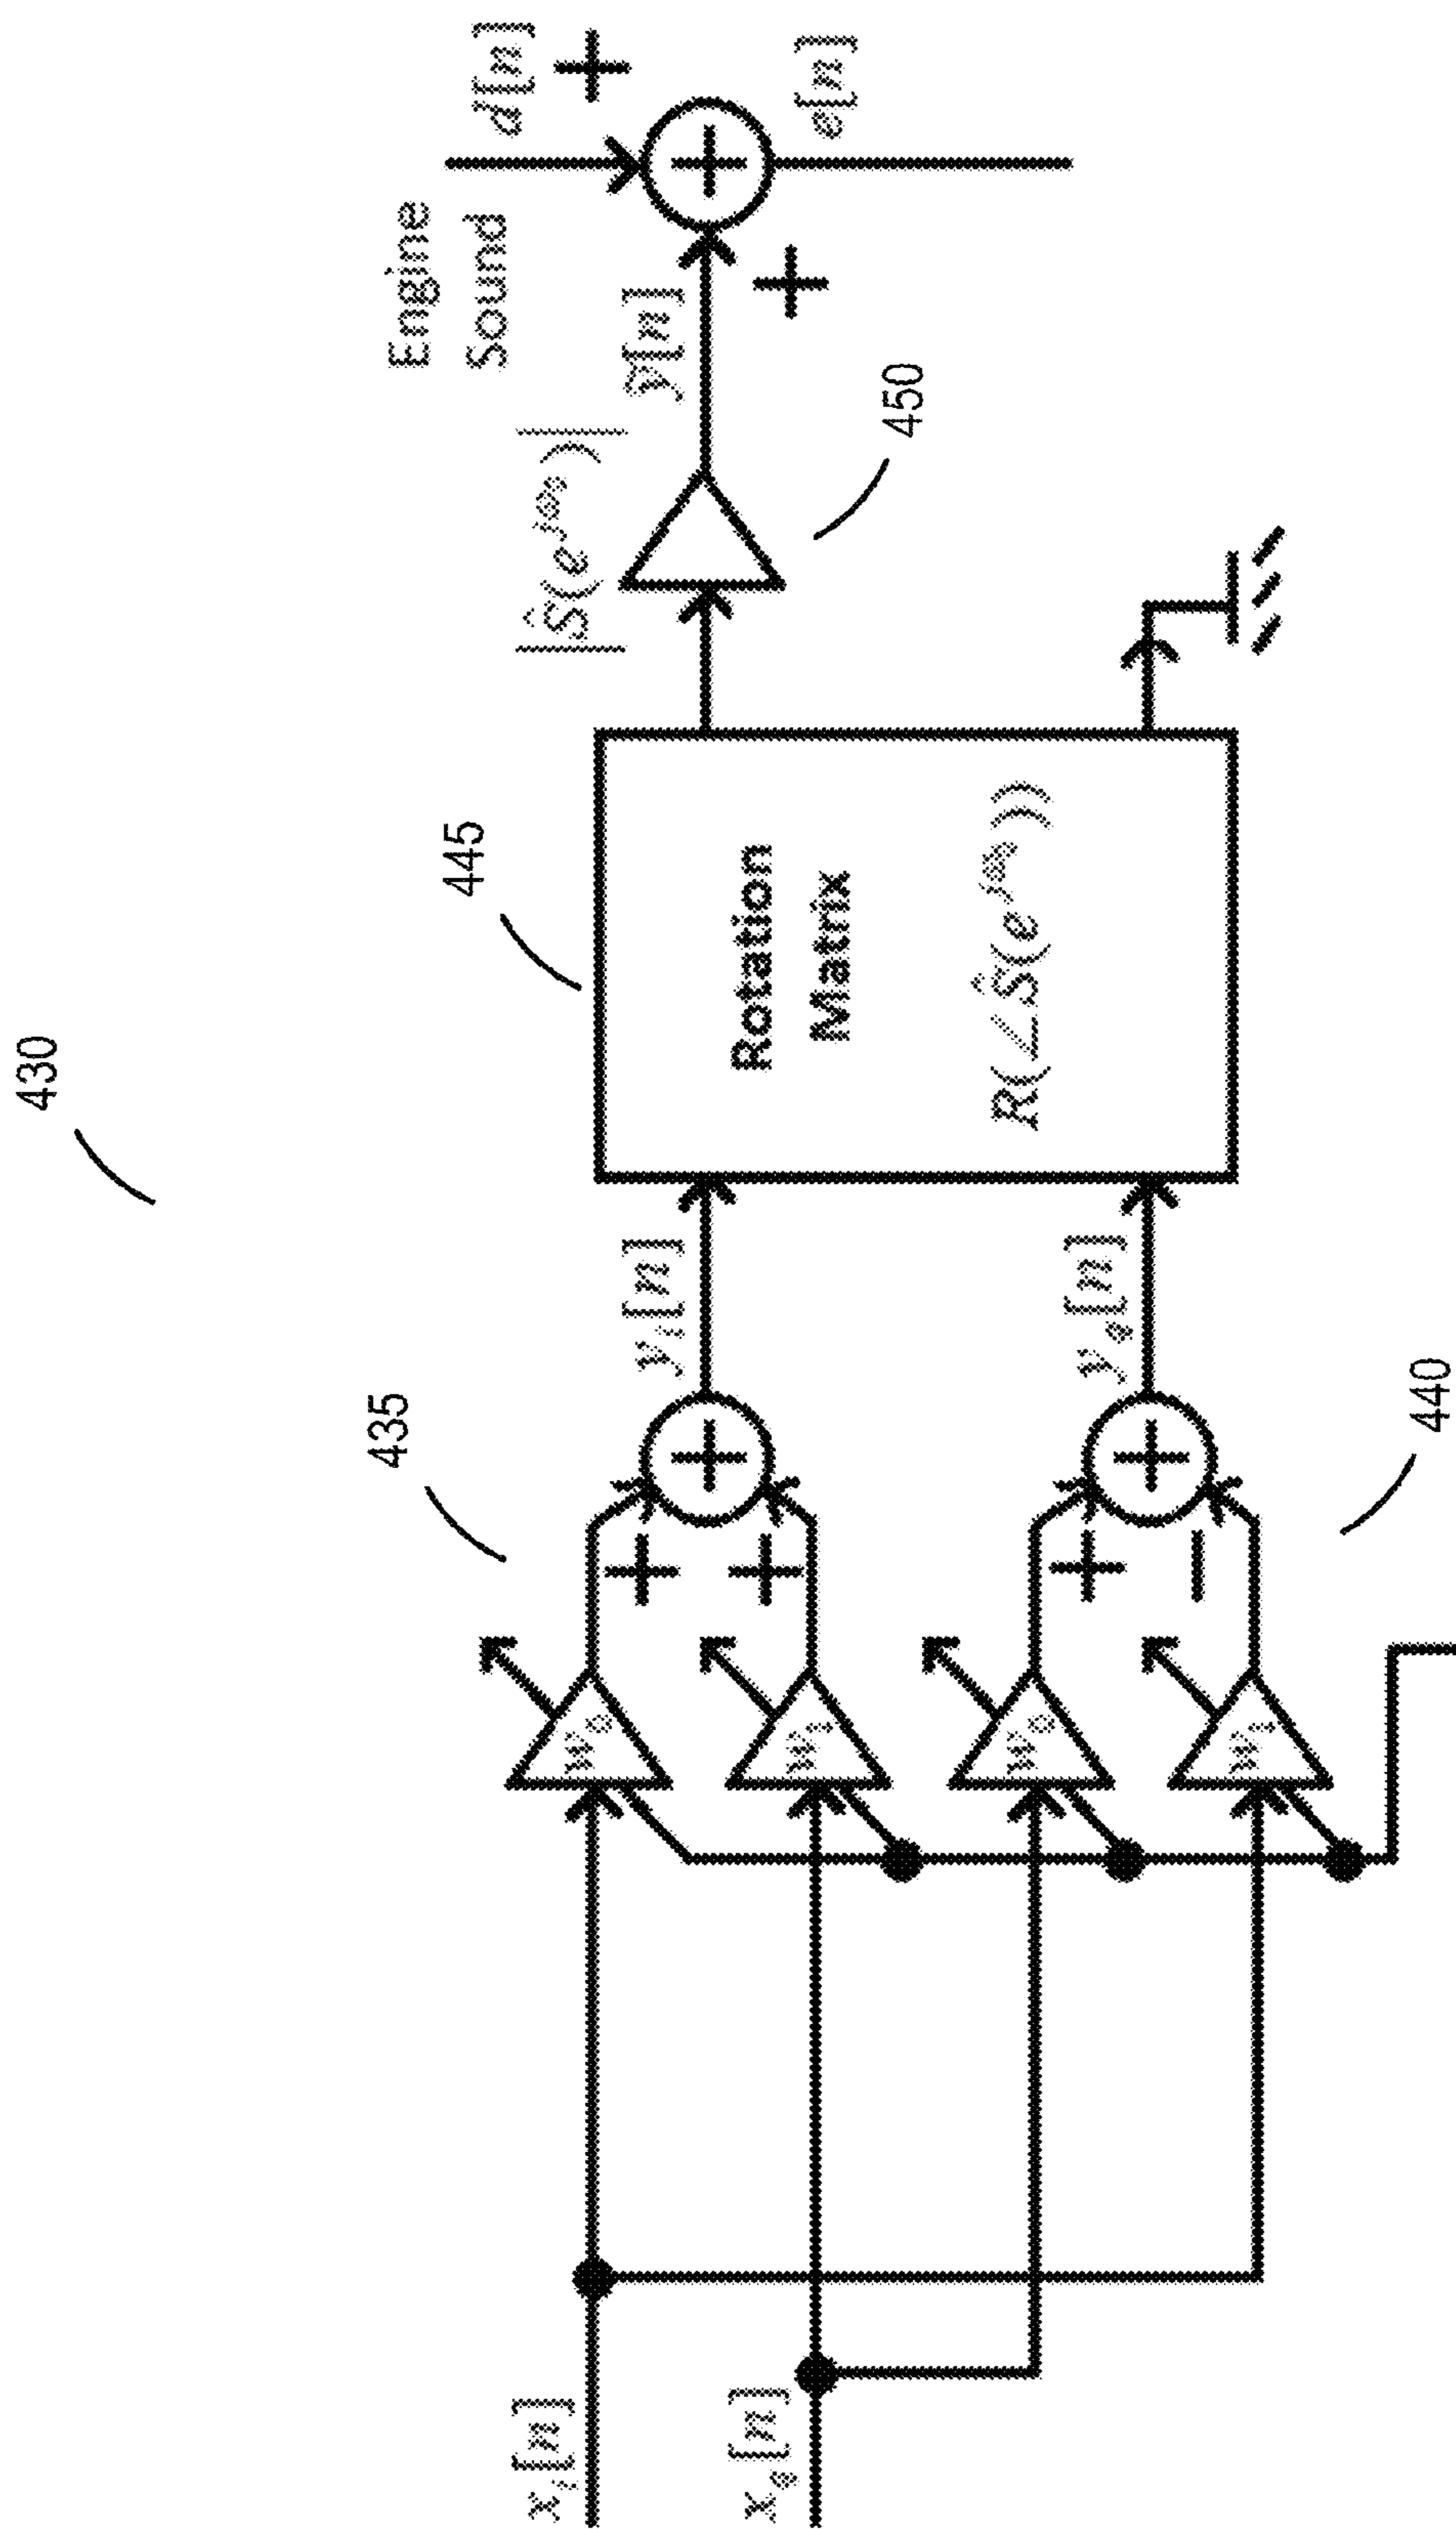 430
Engine
Sound
d[n]
+
435
445
|Ŝ(e^{jω₀})|
x_i[n]
w₀
+
y_i[n]
Rotation
Matrix
R(∠Ŝ(e^{jω₀}))
ỹ[n]
+
+
e[n]
x_q[n]
w₁
+
450
w₀
+
y_q[n]
+
w₁
−
440